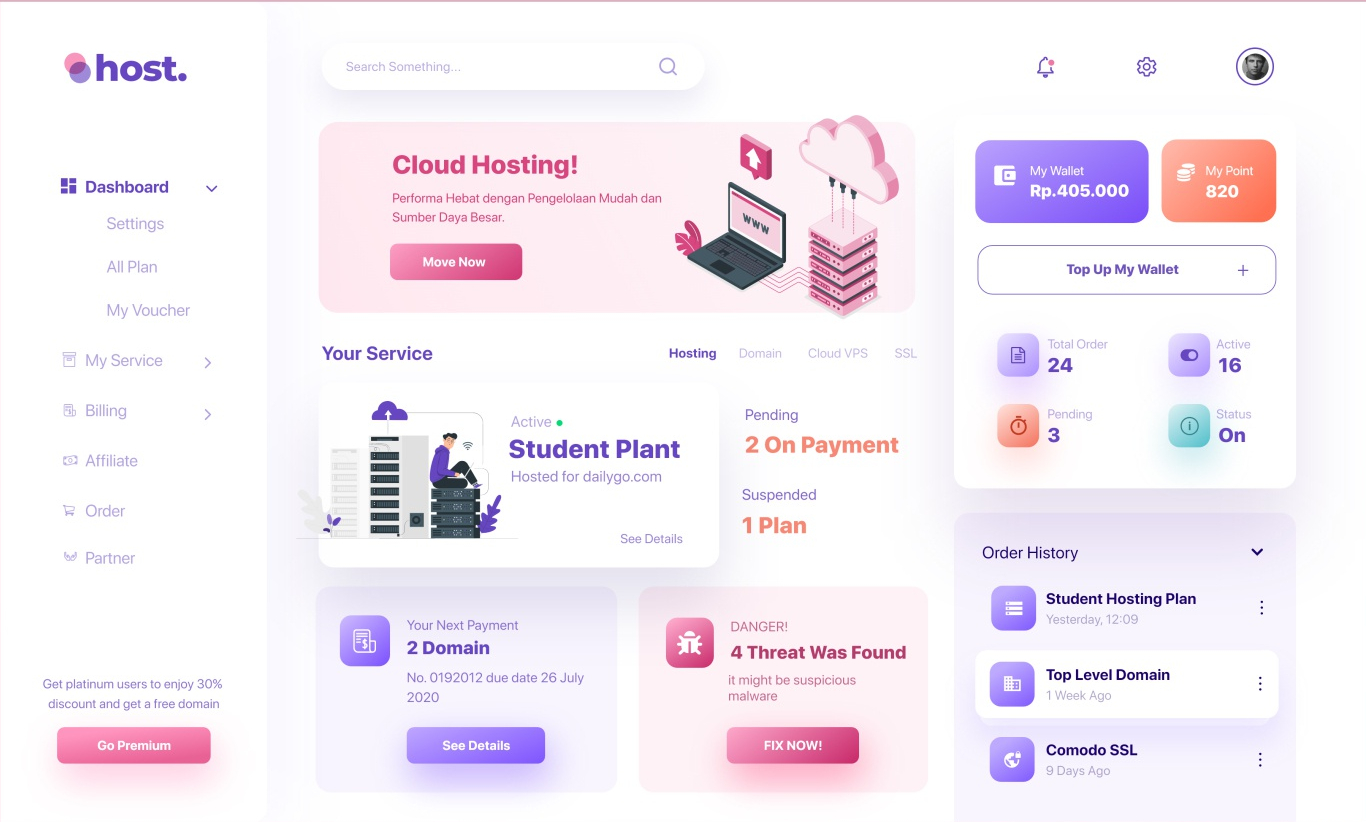 host.
Search Something...
Dashboard
Settings
All Plan
My Voucher
My Service
Billing
Affiliate
Order
Partner
Get platinum users to enjoy 30%
discount and get a free domain
Go Premium
Cloud Hosting!
Performa Hebat dengan Pengelolaan Mudah dan
Sumber Daya Besar.
Move Now
WWW
Your Service
Hosting
Domain
Cloud VPS
SSL
Active
Student Plant
Hosted for dailygo.com
See Details
Pending
2 On Payment
Suspended
1 Plan
Your Next Payment
2 Domain
No. 0192012 due date 26 July
2020
See Details
DANGER!
4 Threat Was Found
it might be suspicious
malware
FIX NOW!
My Wallet
Rp.405.000
My Point
820
Top Up My Wallet
Total Order
24
Active
16
Pending
3
Status
On
Order History
Student Hosting Plan
Yesterday, 12:09
Top Level Domain
1 Week Ago
Comodo SSL
9 Days Ago